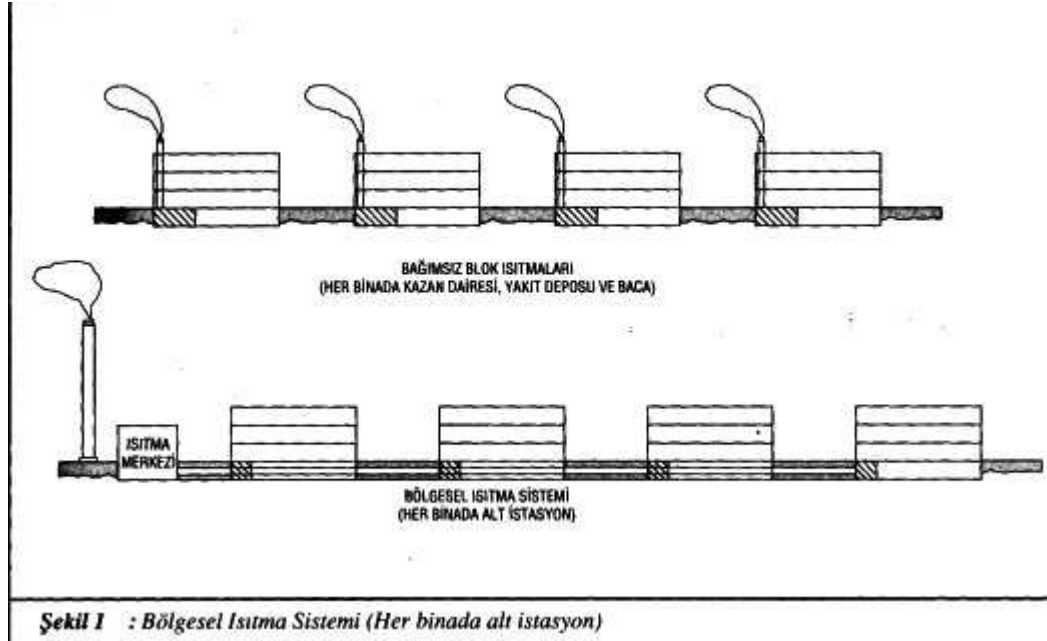 BAĞIMSIZ BLOK ISITMALARI
(HER BİNADA KAZAN DAİRESİ, YAKIT DEPOSU VE BACA)
ISITMA
MERKEZİ
BÖLGESEL ISITMA SİSTEMİ
(HER BİNADA ALT İSTASYON)
Şekil 1 : Bölgesel Isıtma Sistemi (Her binada alt istasyon)